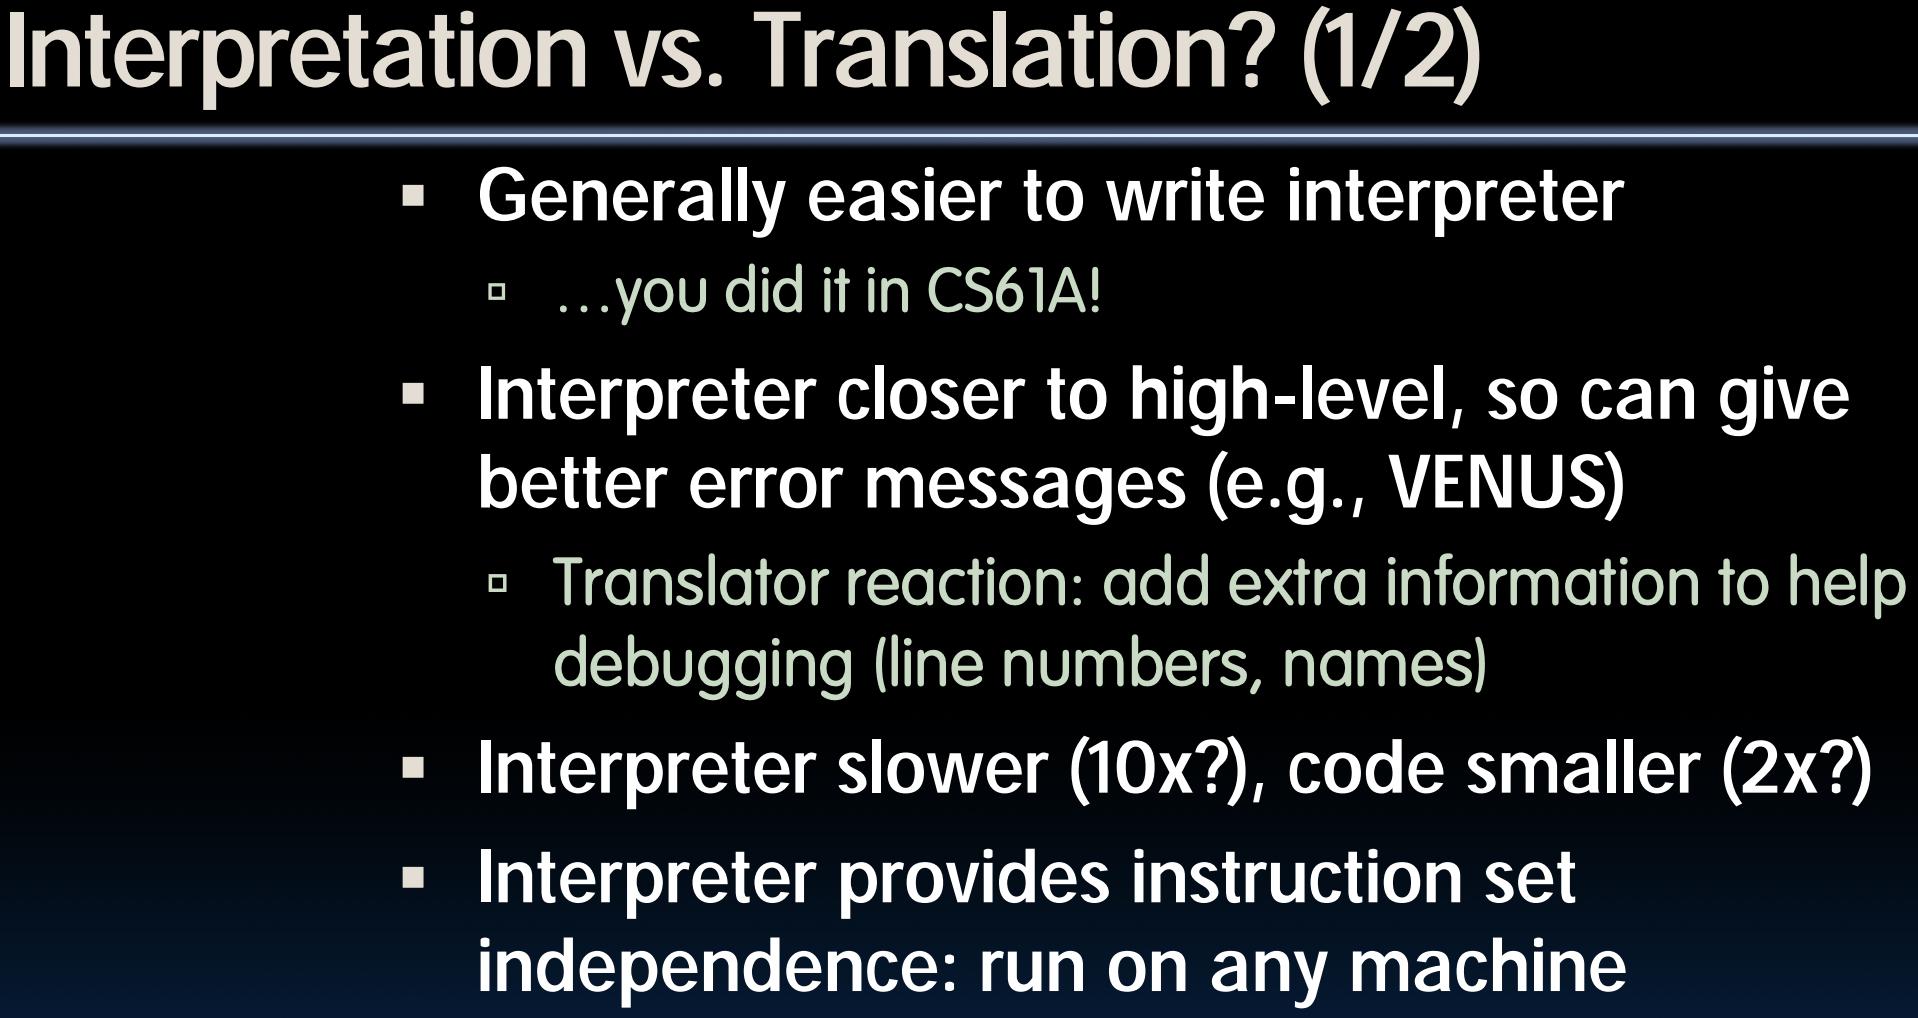 Interpretation vs. Translation? (1/2)
▪ Generally easier to write interpreter
▫ …you did it in CS61A!
▪ Interpreter closer to high-level, so can give
better error messages (e.g., VENUS)
▫ Translator reaction: add extra information to help
debugging (line numbers, names)
▪ Interpreter slower (10x?), code smaller (2x?)
▪ Interpreter provides instruction set
independence: run on any machine